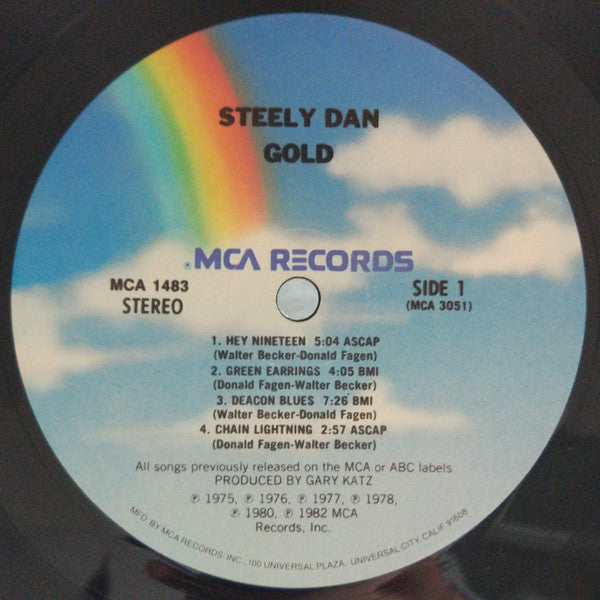 STEELY DAN
GOLD
MCA RECORDS
MCA 1483
STEREO
SIDE 1
(MCA 3051)
1. HEY NINETEEN 5:04 ASCAP
(Walter Becker-Donald Fagen)
2. GREEN EARRINGS 4:05 BMI
(Donald Fagen-Walter Becker)
3. DEACON BLUES 7:26 BMI
(Walter Becker-Donald Fagen)
4. CHAIN LIGHTNING 2:57 ASCAP
(Donald Fagen-Walter Becker)
All songs previously released on the MCA or ABC labels
PRODUCED BY GARY KATZ
℗ 1975, ℗ 1976, ℗ 1977, ℗ 1978,
℗ 1980, ℗ 1982 MCA
Records, Inc.
MFD. BY MCA RECORDS, INC., 100 UNIVERSAL PLAZA, UNIVERSAL CITY, CALIF. 91608